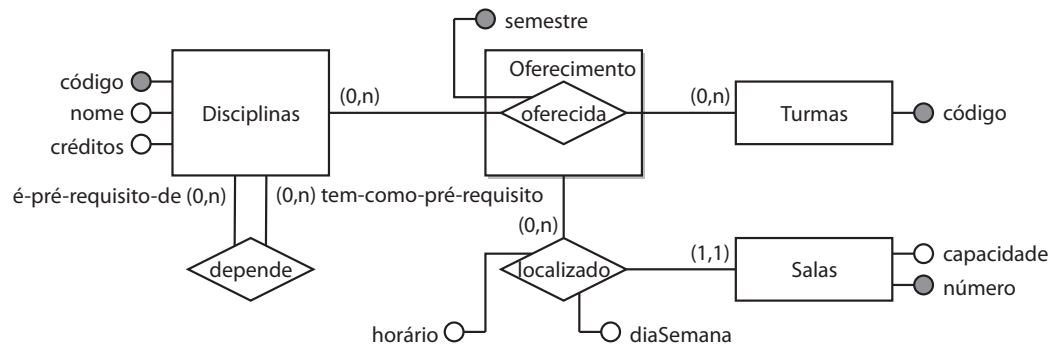 semestre
Oferecimento
código
nome
créditos
Disciplinas
(0,n)
oferecida
(0,n)
Turmas
código
é-pré-requisito-de (0,n)
(0,n) tem-como-pré-requisito
(0,n)
depende
localizado
(1,1)
Salas
capacidade
número
horário
diaSemana